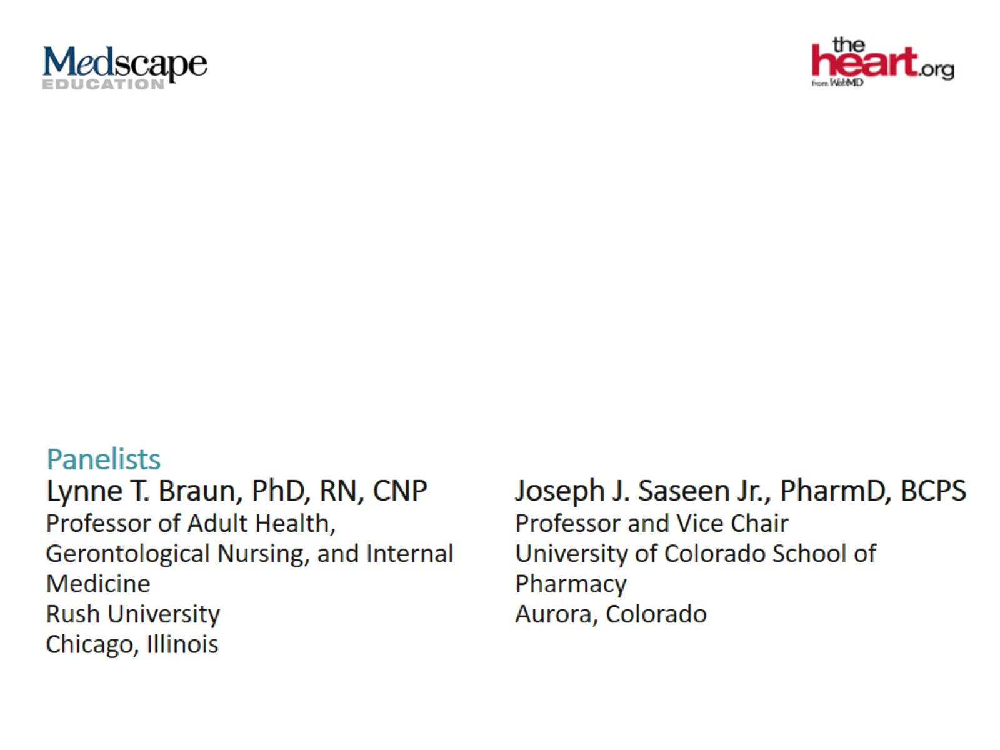 Medscape
EDUCATION
the
heart.org
from WebMD
Panelists
Lynne T. Braun, PhD, RN, CNP
Professor of Adult Health,
Gerontological Nursing, and Internal
Medicine
Rush University
Chicago, Illinois
Joseph J. Saseen Jr., PharmD, BCPS
Professor and Vice Chair
University of Colorado School of
Pharmacy
Aurora, Colorado